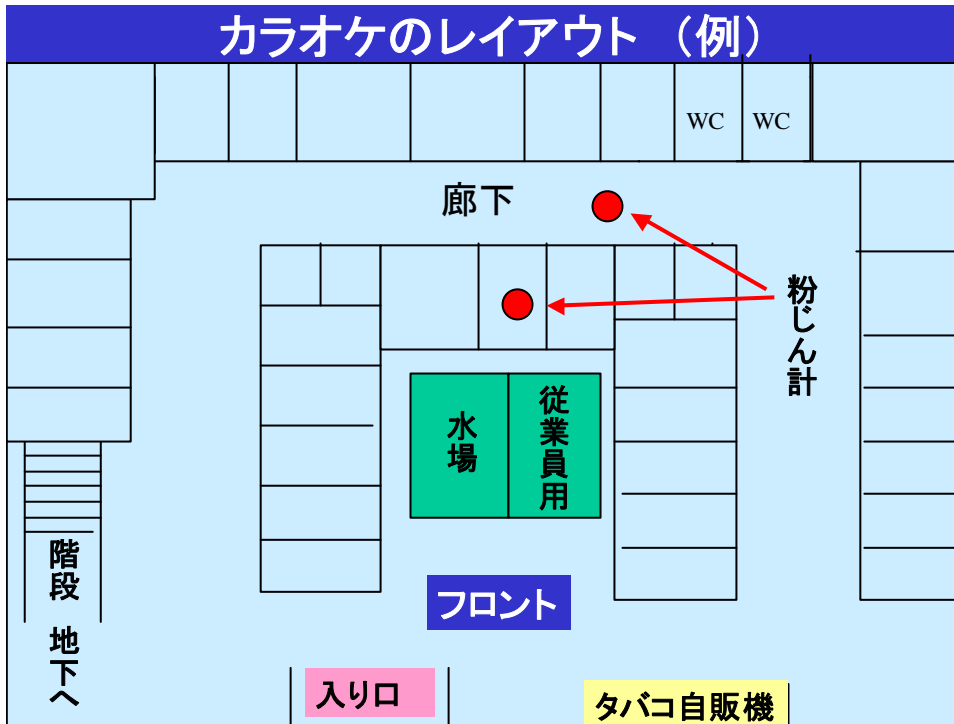 カラオケのレイアウト （例）
WC
WC
廊下
粉じん計
水場
従業員用
階段 地下へ
フロント
入り口
タバコ自販機